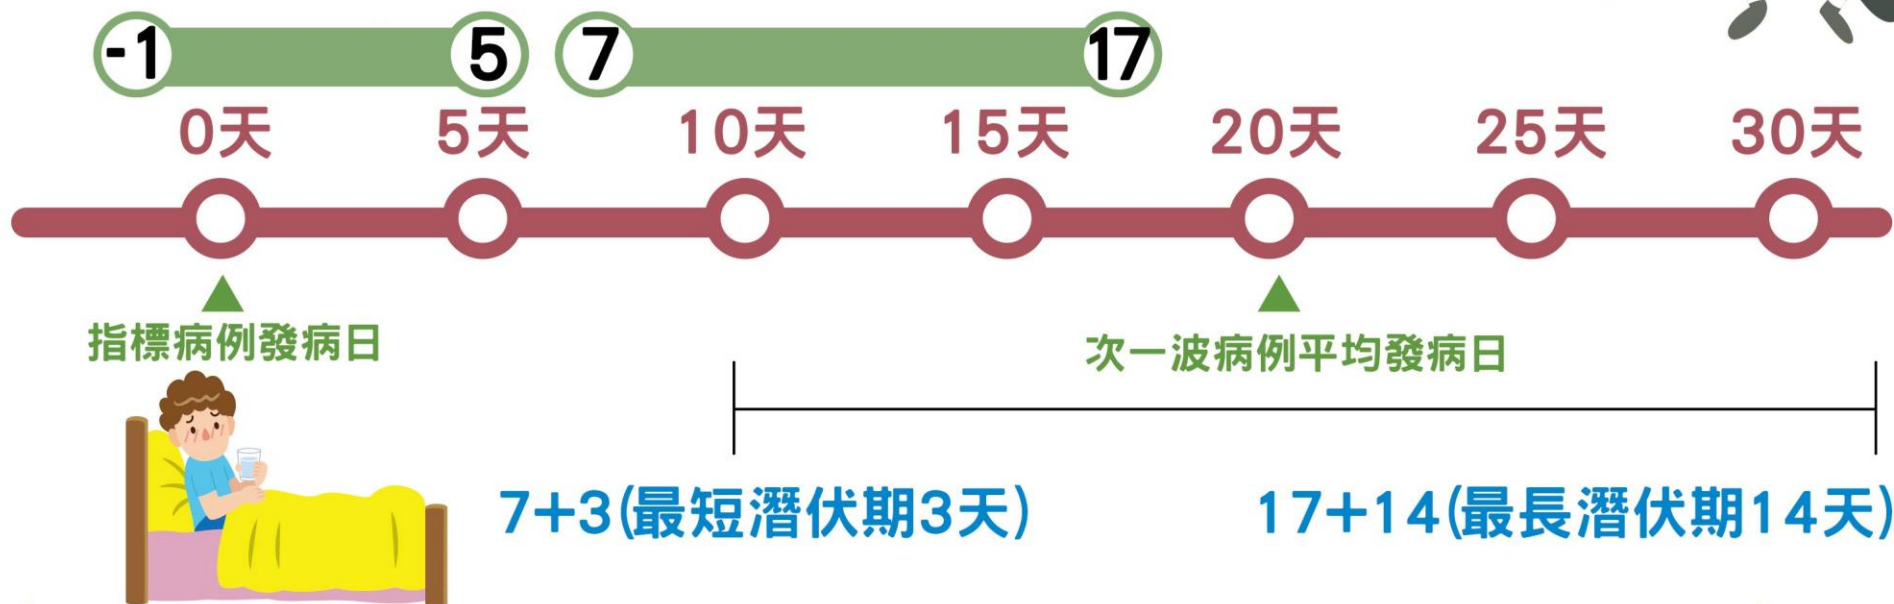 -1 5 7 17
0天 5天 10天 15天 20天 25天 30天
指標病例發病日
次一波病例平均發病日
7+3(最短潛伏期3天)
17+14(最長潛伏期14天)